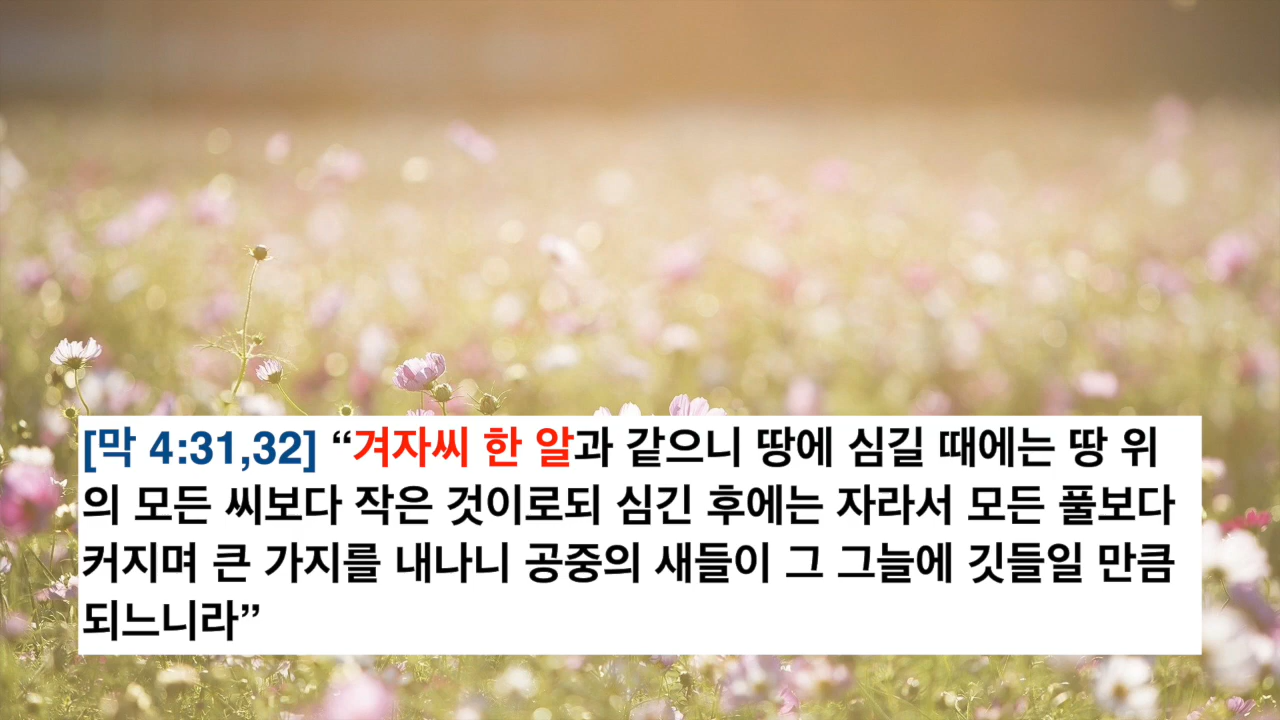 [막 4:31,32] “겨자씨 한 알과 같으니 땅에 심길 때에는 땅 위
의 모든 씨보다 작은 것이로되 심긴 후에는 자라서 모든 풀보다
커지며 큰 가지를 내나니 공중의 새들이 그 그늘에 깃들일 만큼
되느니라”